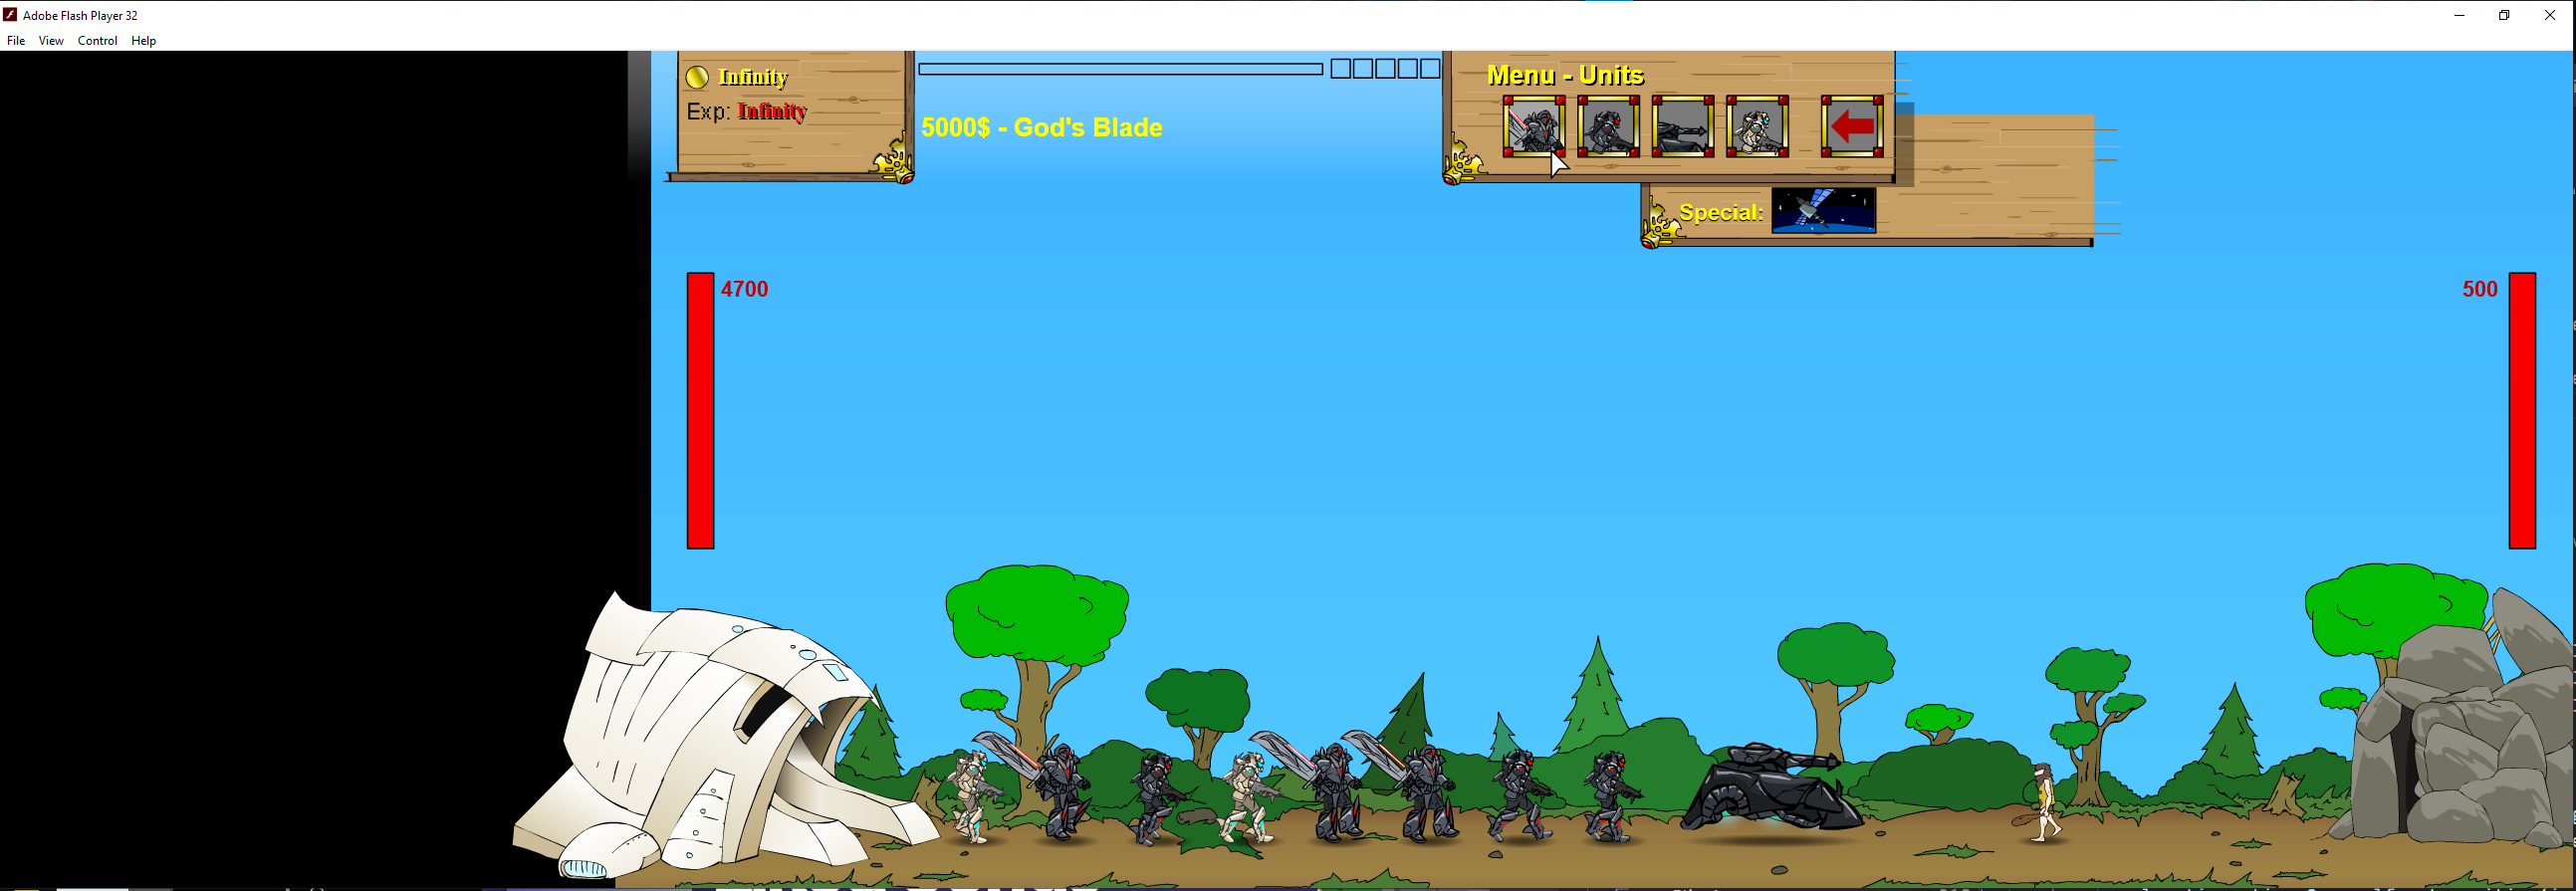 Adobe Flash Player 32
File View Control Help
Infinity
Exp: Infinity
5000$ - God's Blade
Menu - Units
Special:
4700
500